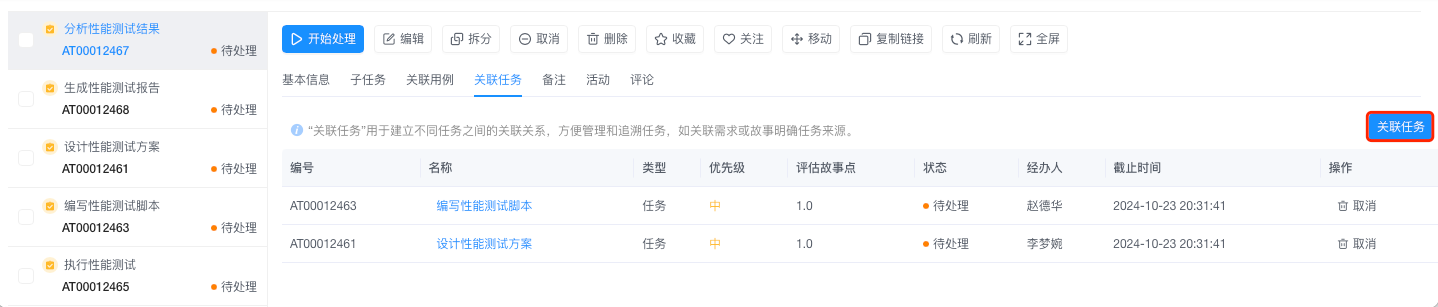 分析性能测试结果
AT00012467 待处理
生成性能测试报告
AT00012468 待处理
设计性能测试方案
AT00012461 待处理
编写性能测试脚本
AT00012463 待处理
执行性能测试
AT00012465 待处理
开始处理 编辑 拆分 取消 删除 收藏 关注 移动 复制链接 刷新 全屏
基本信息 子任务 关联用例 关联任务 备注 活动 评论
“关联任务”用于建立不同任务之间的关联关系，方便管理和追溯任务，如关联需求或故事明确任务来源。
关联任务
编号 名称 类型 优先级 评估故事点 状态 经办人 截止时间 操作
AT00012463 编写性能测试脚本 任务 中 1.0 待处理 赵德华 2024-10-23 20:31:41 取消
AT00012461 设计性能测试方案 任务 中 1.0 待处理 李梦婉 2024-10-23 20:31:41 取消